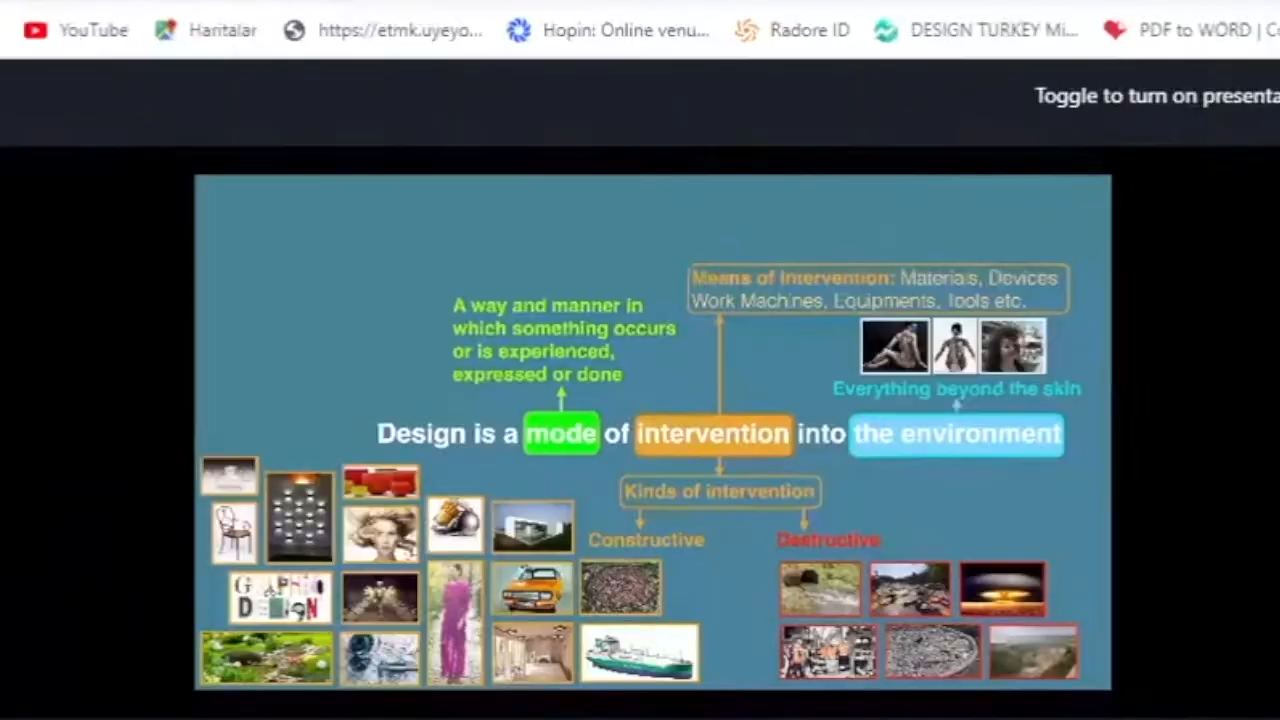 YouTube
Haritalar
https://etmk.uyeyo...
Hopin: Online venu...
Radore ID
DESIGN TURKEY Mi...
PDF to WORD | Co
Toggle to turn on presenta
Means of Intervention: Materials, Devices
Work Machines, Equipments, Tools etc.
A way and manner in
which something occurs
or is experienced,
expressed or done
Everything beyond the skin
Design is a mode of intervention into the environment
Kinds of intervention
Constructive
Destructive
GRAPHIC
DESIGN